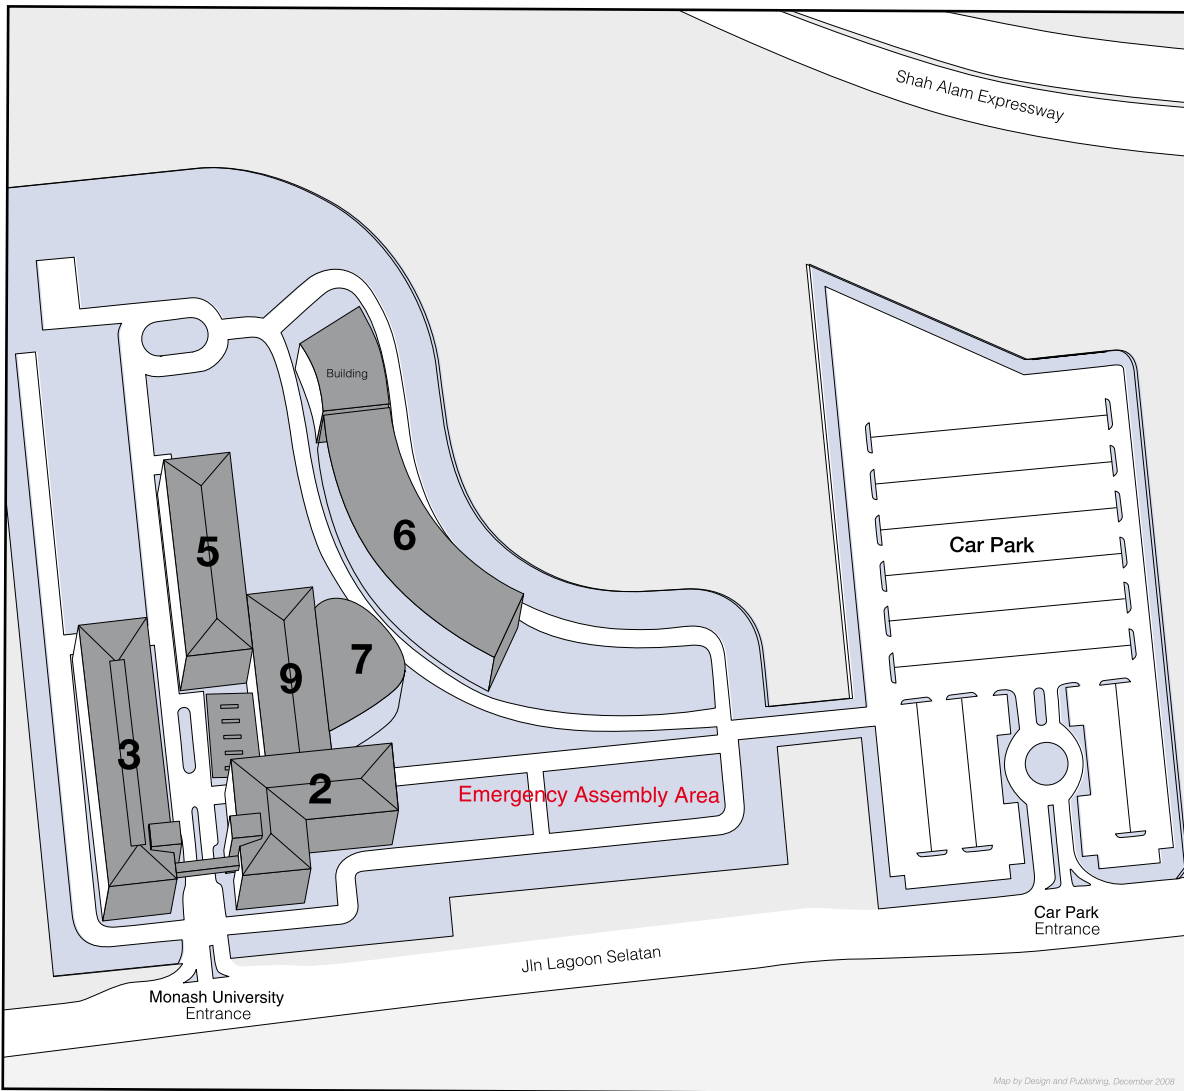 Shah Alam Expressway
Building
6
5
Car Park
7
9
3
2
Emergency Assembly Area
Car Park
Entrance
Jln Lagoon Selatan
Monash University
Entrance
Map by Design and Publishing, December 2008